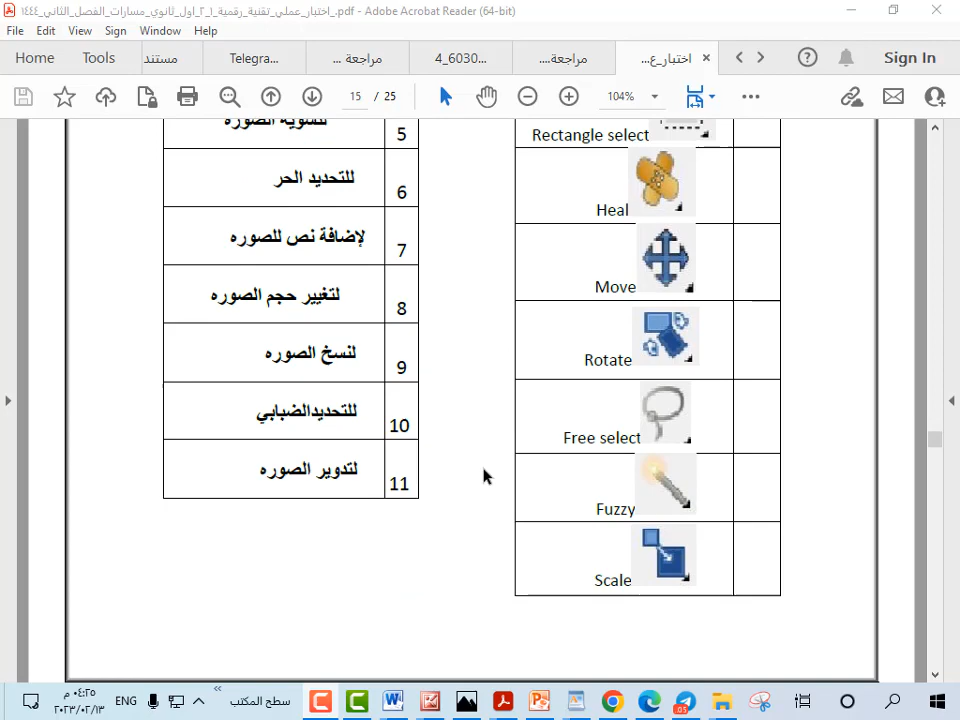 اختبار_عملي_تقنية_رقمية_١_٢_اول_ثانوي_مسارات_الفصل_الثاني_١٤٤٤_.pdf - Adobe Acrobat Reader (64-bit)
File Edit View Sign Window Help
Home Tools مستند Telegra... مراجعة ... 4_6030... مراجعة.... اختبار_ع... Sign In
15 / 25 104%
5
للتحديد الحر 6
لإضافة نص للصوره 7
لتغيير حجم الصوره 8
لنسخ الصوره 9
للتحديدالضبابي 10
لتدوير الصوره 11
Rectangle select
Heal
Move
Rotate
Free select
Fuzzy
Scale
٠٤:٢٥ م
٢٠٢٣/٠٢/١٣
ENG
سطح المكتب
05